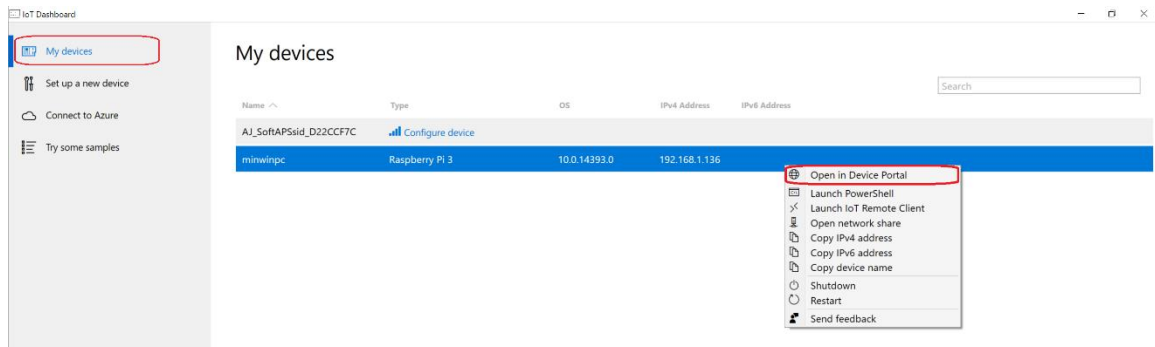 IoT Dashboard
My devices
Set up a new device
Connect to Azure
Try some samples
My devices
Search
Name Type OS IPv4 Address IPv6 Address
AJ_SoftAPSsid_D22CCF7C Configure device
minwinpc Raspberry Pi 3 10.0.14393.0 192.168.1.136
Open in Device Portal
Launch PowerShell
Launch IoT Remote Client
Open network share
Copy IPv4 address
Copy IPv6 address
Copy device name
Shutdown
Restart
Send feedback